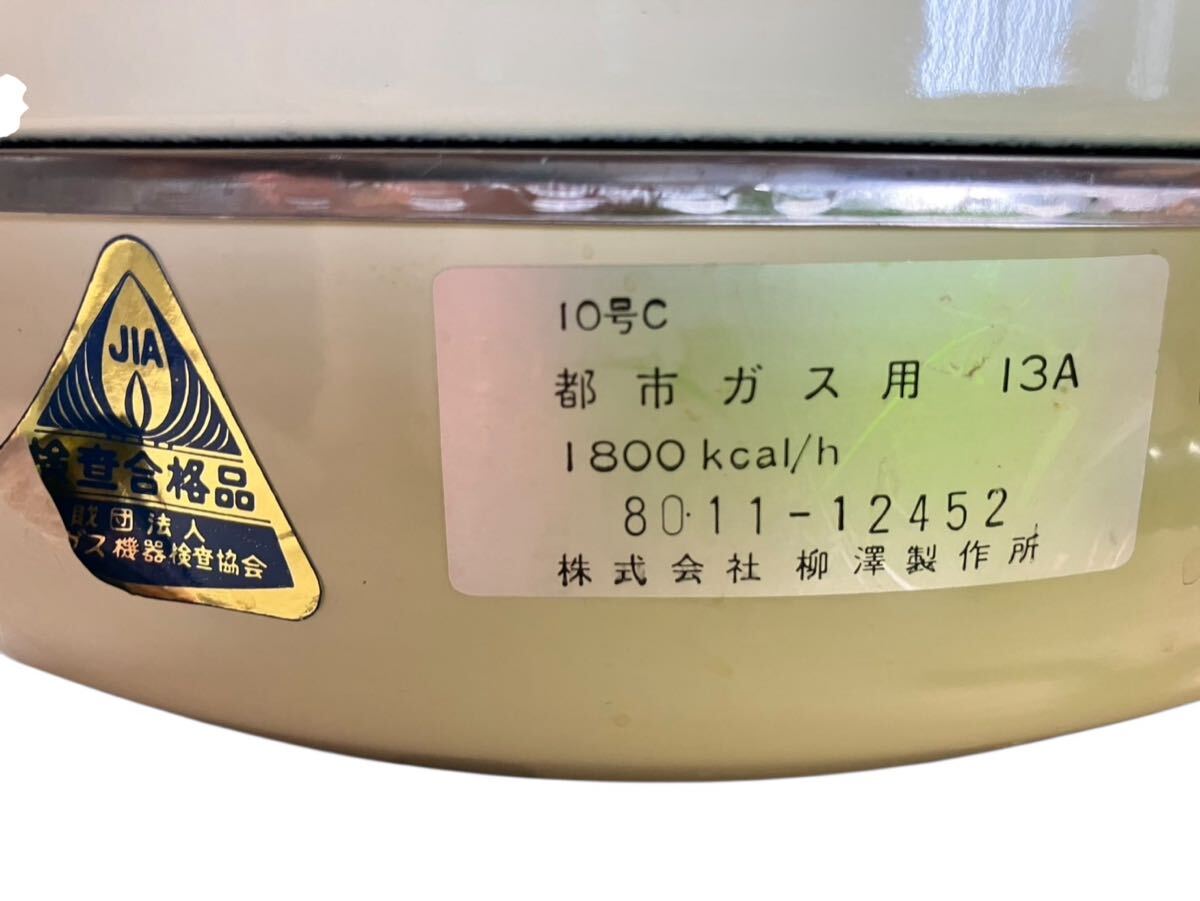 JIA
検査合格品
財団法人
ガス機器検査協会
10号C
都市ガス用 13A
1800 kcal/h
80.11-12452
株式会社 柳澤製作所